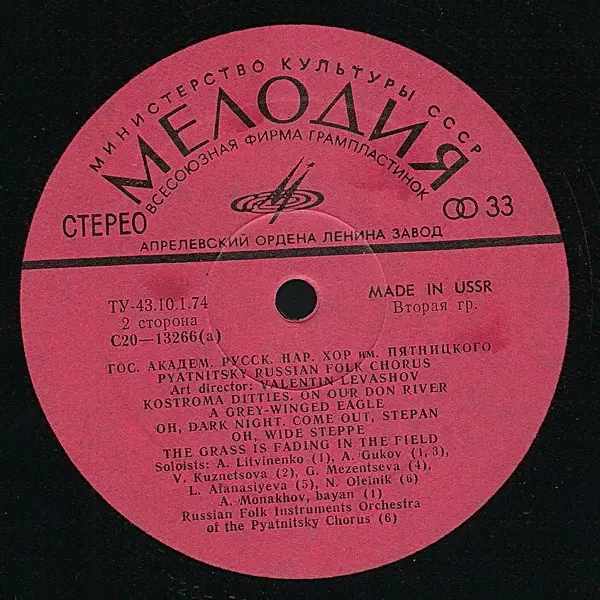 МИНИСТЕРСТВО КУЛЬТУРЫ СССР
МЕЛОДИЯ
ВСЕСОЮЗНАЯ ФИРМА ГРАМПЛАСТИНОК
СТЕРЕО
33
АПРЕЛЕВСКИЙ ОРДЕНА ЛЕНИНА ЗАВОД
ТУ-43.10.1.74
2 сторона
С20—13266(а)
MADE IN USSR
Вторая гр.
ГОС. АКАДЕМ. РУССК. НАР. ХОР им. ПЯТНИЦКОГО
PYATNITSKY RUSSIAN FOLK CHORUS
Art director: VALENTIN LEVASHOV
KOSTROMA DITTIES. ON OUR DON RIVER
A GREY-WINGED EAGLE
OH, DARK NIGHT. COME OUT, STEPAN
OH, WIDE STEPPE
THE GRASS IS FADING IN THE FIELD
Soloists: A. Litvinenko (1), A. Gukov (1, 3),
V. Kuznetsova (2), G. Mezentseva (4),
L. Afanasiyeva (5), N. Oleinik (6)
A. Monakhov, bayan (1)
Russian Folk Instruments Orchestra
of the Pyatnitsky Chorus (6)